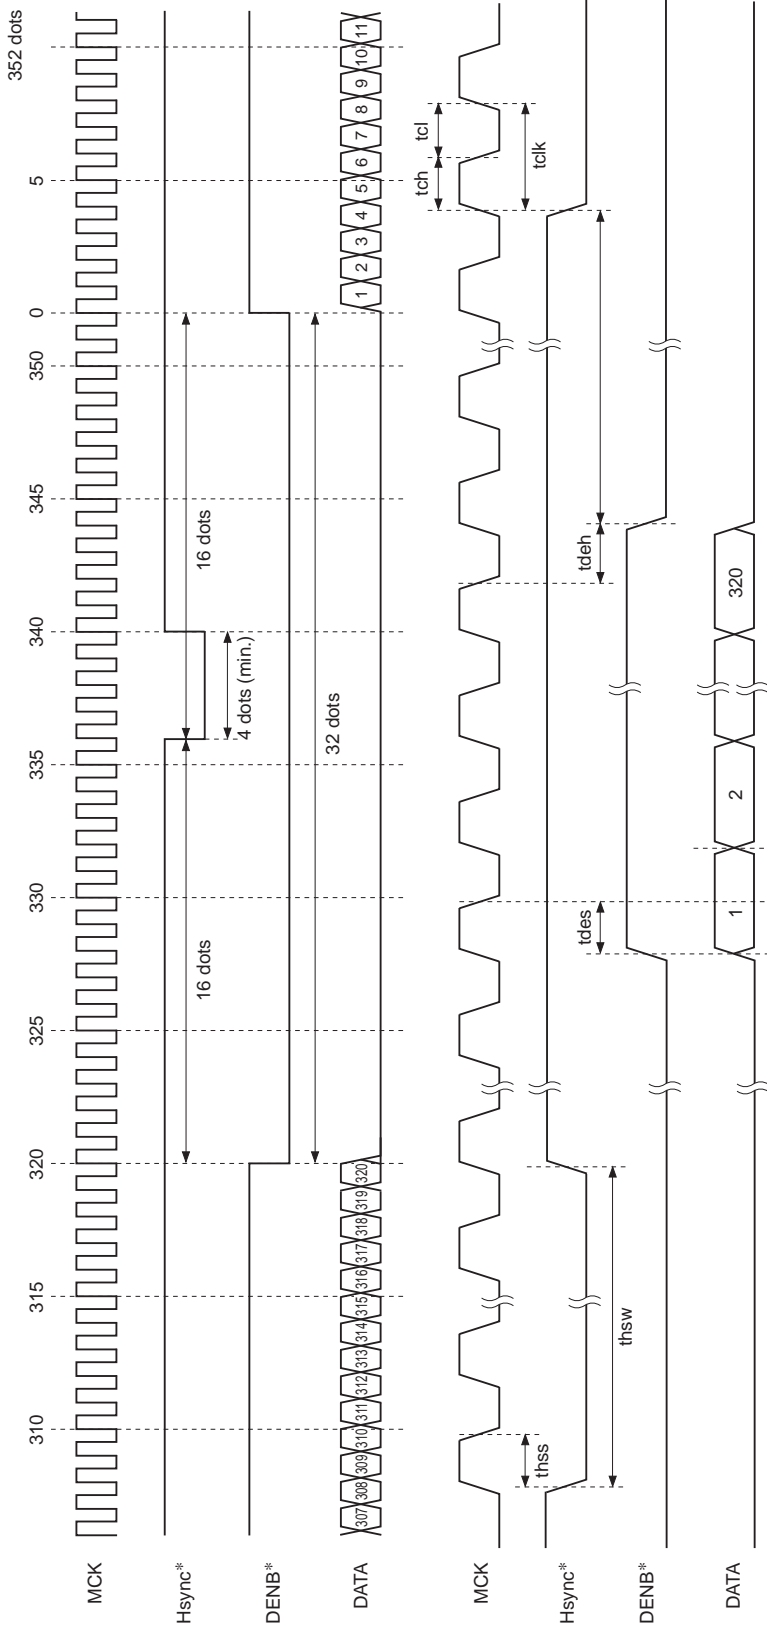 310 315 320 325 330 335 340 345 350 0 5 352 dots
MCK
Hsync*
16 dots
16 dots
4 dots (min.)
DENB*
32 dots
DATA
307 308 309 310 311 312 313 314 315 316 317 318 319 320 1 2 3 4 5 6 7 8 9 10 11
tch tcl
MCK
thss tclk
Hsync*
tdes tdeh
thsw
DENB*
DATA
1 2 320